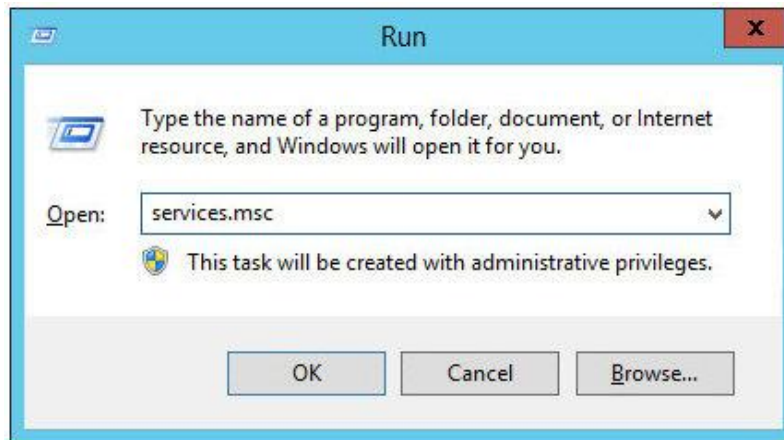 Run
x
Type the name of a program, folder, document, or Internet
resource, and Windows will open it for you.
Open: services.msc
This task will be created with administrative privileges.
OK Cancel Browse...